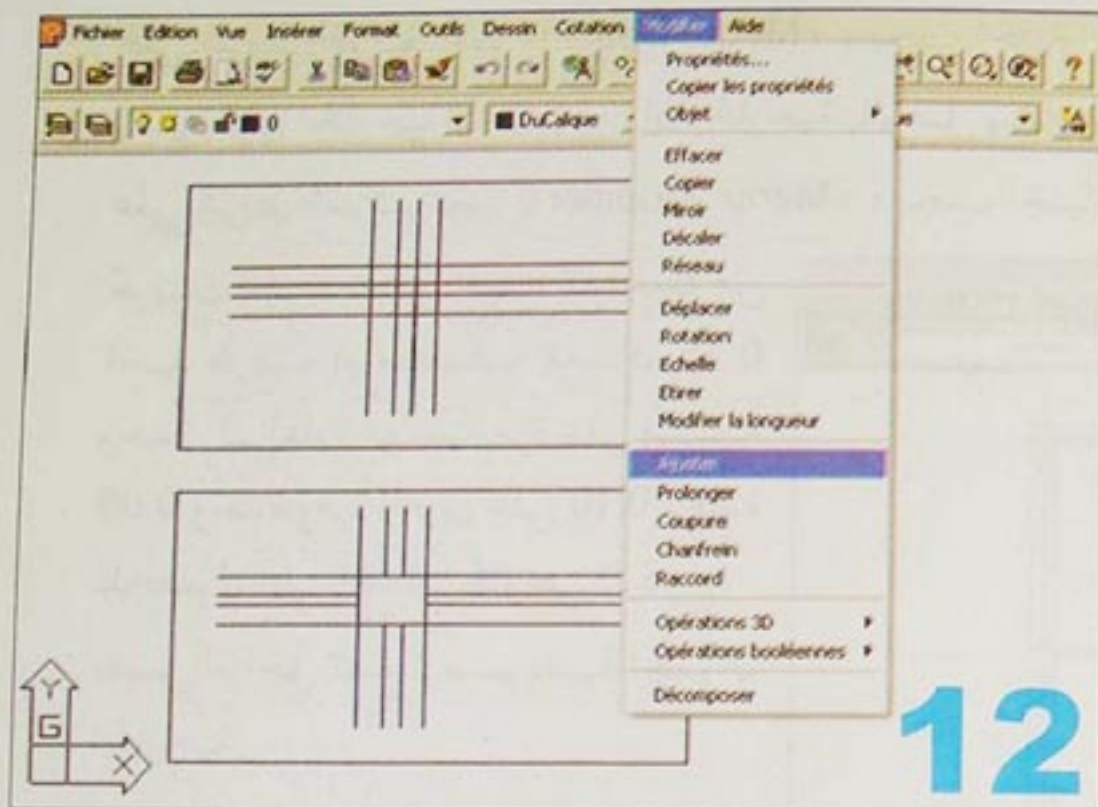 Fichier Edition Vue Insérer Format Outils Dessin Cotation Modifier Aide
?
0 DuCalque
Propriétés...
Copier les propriétés
Objet
Effacer
Copier
Miroir
Décaler
Réseau
Déplacer
Rotation
Echelle
Etirer
Modifier la longueur
Ajuster
Prolonger
Coupure
Chanfrein
Raccord
Opérations 3D
Opérations booléennes
Décomposer
Y
G
X
12